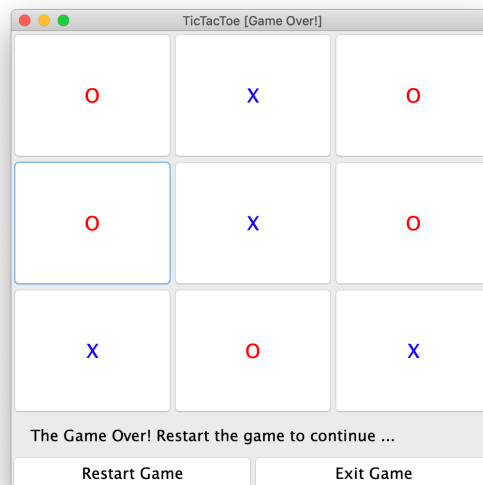 TicTacToe [Game Over!]
O X O
O X O
X O X
The Game Over! Restart the game to continue ...
Restart Game Exit Game